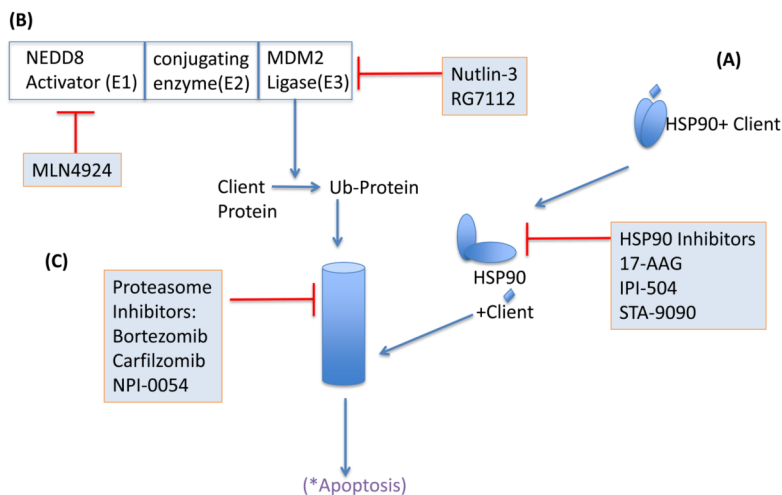 (B)
NEDD8
Activator (E1)
conjugating
enzyme(E2)
MDM2
Ligase(E3)
Nutlin-3
RG7112
(A)
HSP90+ Client
MLN4924
Client
Protein
Ub-Protein
HSP90 Inhibitors
17-AAG
IPI-504
STA-9090
HSP90
+Client
(C)
Proteasome
Inhibitors:
Bortezomib
Carfilzomib
NPI-0054
(*Apoptosis)